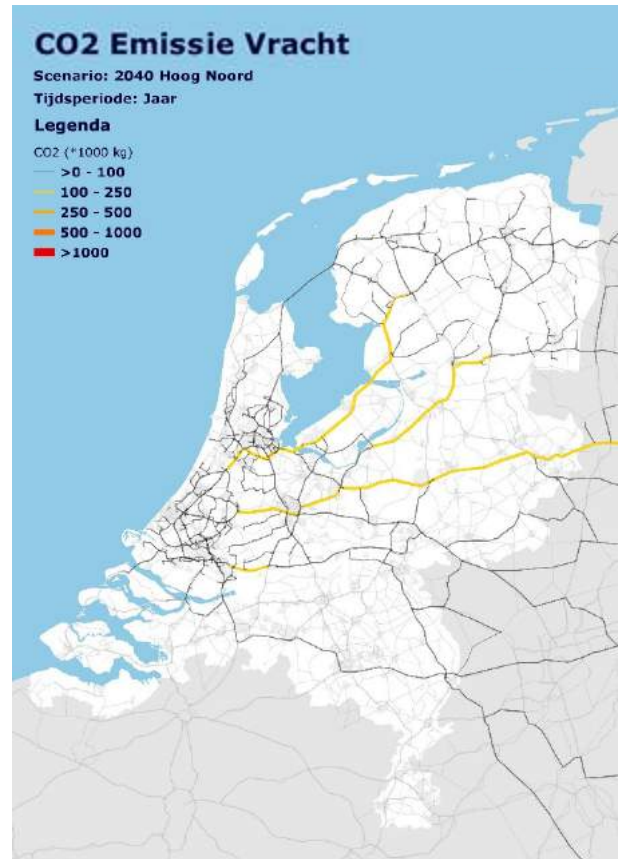 CO2 Emissie Vracht
Scenario: 2040 Hoog Noord
Tijdsperiode: Jaar
Legenda
CO2 (*1000 kg)
>0 - 100
100 - 250
250 - 500
500 - 1000
>1000